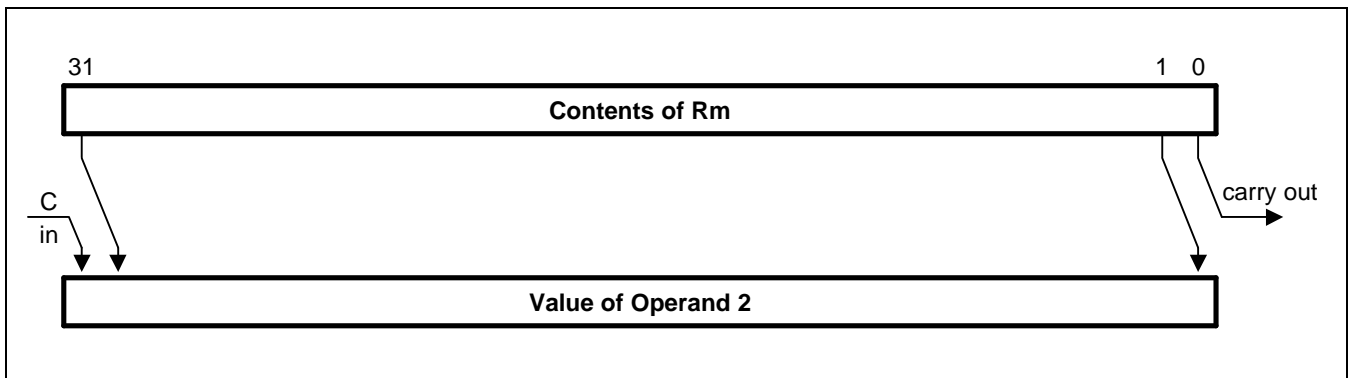 31
1 0
Contents of Rm
C
in
carry out
Value of Operand 2